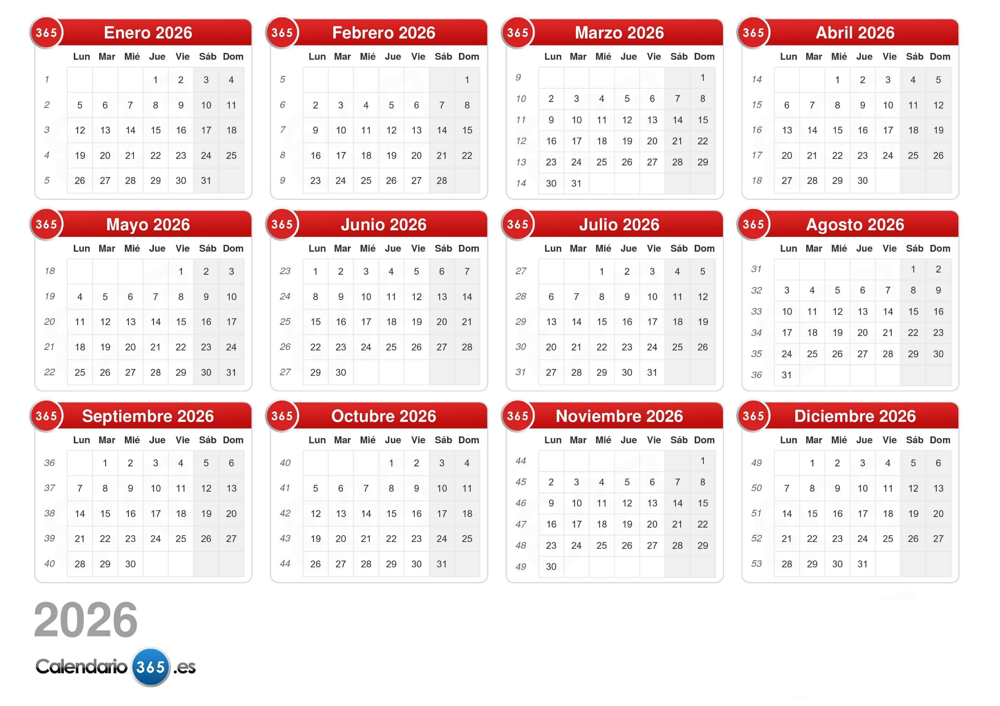 365 Enero 2026
Lun Mar Mié Jue Vie Sáb Dom
1 1 2 3 4
2 5 6 7 8 9 10 11
3 12 13 14 15 16 17 18
4 19 20 21 22 23 24 25
5 26 27 28 29 30 31
365 Febrero 2026
Lun Mar Mié Jue Vie Sáb Dom
5 1
6 2 3 4 5 6 7 8
7 9 10 11 12 13 14 15
8 16 17 18 19 20 21 22
9 23 24 25 26 27 28
365 Marzo 2026
Lun Mar Mié Jue Vie Sáb Dom
9 1
10 2 3 4 5 6 7 8
11 9 10 11 12 13 14 15
12 16 17 18 19 20 21 22
13 23 24 25 26 27 28 29
14 30 31
365 Abril 2026
Lun Mar Mié Jue Vie Sáb Dom
14 1 2 3 4 5
15 6 7 8 9 10 11 12
16 13 14 15 16 17 18 19
17 20 21 22 23 24 25 26
18 27 28 29 30
365 Mayo 2026
Lun Mar Mié Jue Vie Sáb Dom
18 1 2 3
19 4 5 6 7 8 9 10
20 11 12 13 14 15 16 17
21 18 19 20 21 22 23 24
22 25 26 27 28 29 30 31
365 Junio 2026
Lun Mar Mié Jue Vie Sáb Dom
23 1 2 3 4 5 6 7
24 8 9 10 11 12 13 14
25 15 16 17 18 19 20 21
26 22 23 24 25 26 27 28
27 29 30
365 Julio 2026
Lun Mar Mié Jue Vie Sáb Dom
27 1 2 3 4 5
28 6 7 8 9 10 11 12
29 13 14 15 16 17 18 19
30 20 21 22 23 24 25 26
31 27 28 29 30 31
365 Agosto 2026
Lun Mar Mié Jue Vie Sáb Dom
31 1 2
32 3 4 5 6 7 8 9
33 10 11 12 13 14 15 16
34 17 18 19 20 21 22 23
35 24 25 26 27 28 29 30
36 31
365 Septiembre 2026
Lun Mar Mié Jue Vie Sáb Dom
36 1 2 3 4 5 6
37 7 8 9 10 11 12 13
38 14 15 16 17 18 19 20
39 21 22 23 24 25 26 27
40 28 29 30
365 Octubre 2026
Lun Mar Mié Jue Vie Sáb Dom
40 1 2 3 4
41 5 6 7 8 9 10 11
42 12 13 14 15 16 17 18
43 19 20 21 22 23 24 25
44 26 27 28 29 30 31
365 Noviembre 2026
Lun Mar Mié Jue Vie Sáb Dom
44 1
45 2 3 4 5 6 7 8
46 9 10 11 12 13 14 15
47 16 17 18 19 20 21 22
48 23 24 25 26 27 28 29
49 30
365 Diciembre 2026
Lun Mar Mié Jue Vie Sáb Dom
49 1 2 3 4 5 6
50 7 8 9 10 11 12 13
51 14 15 16 17 18 19 20
52 21 22 23 24 25 26 27
53 28 29 30 31
2026
Calendario 365 .es